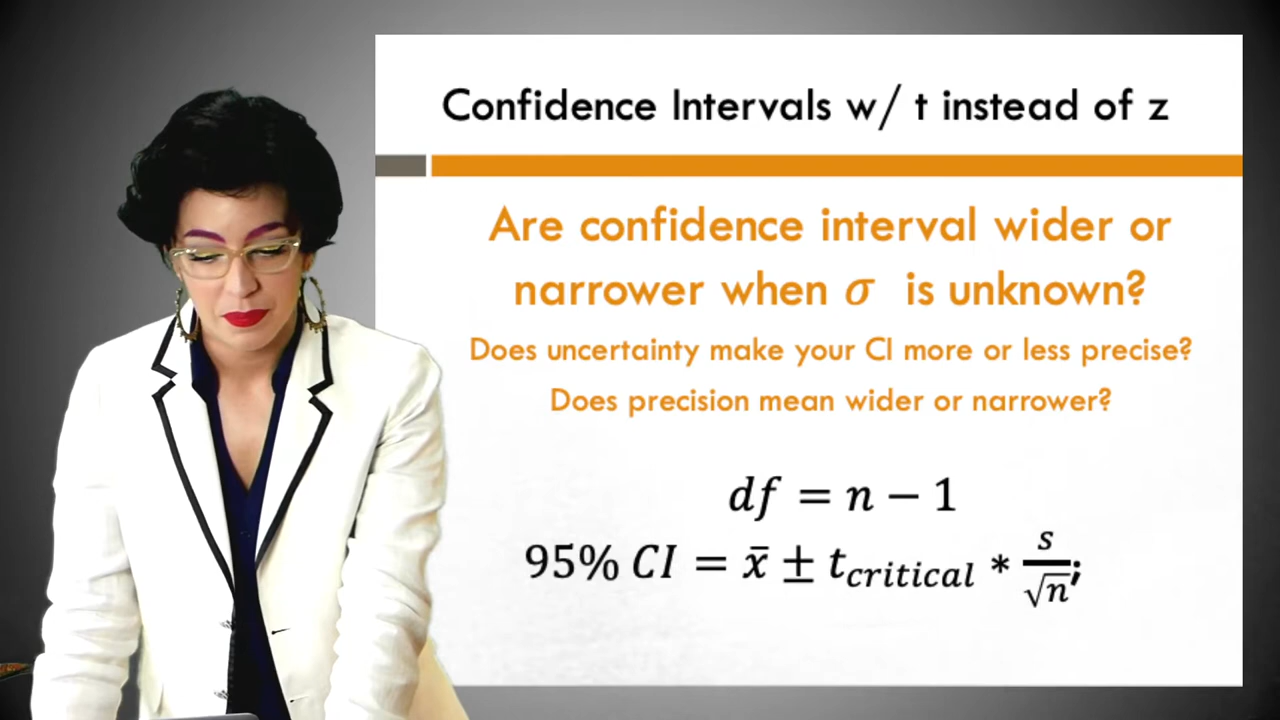 Confidence Intervals w/ t instead of z
Are confidence interval wider or
narrower when σ is unknown?
Does uncertainty make your CI more or less precise?
Does precision mean wider or narrower?
df = n − 1
95% CI = x̄ ± t_critical * s/√n;